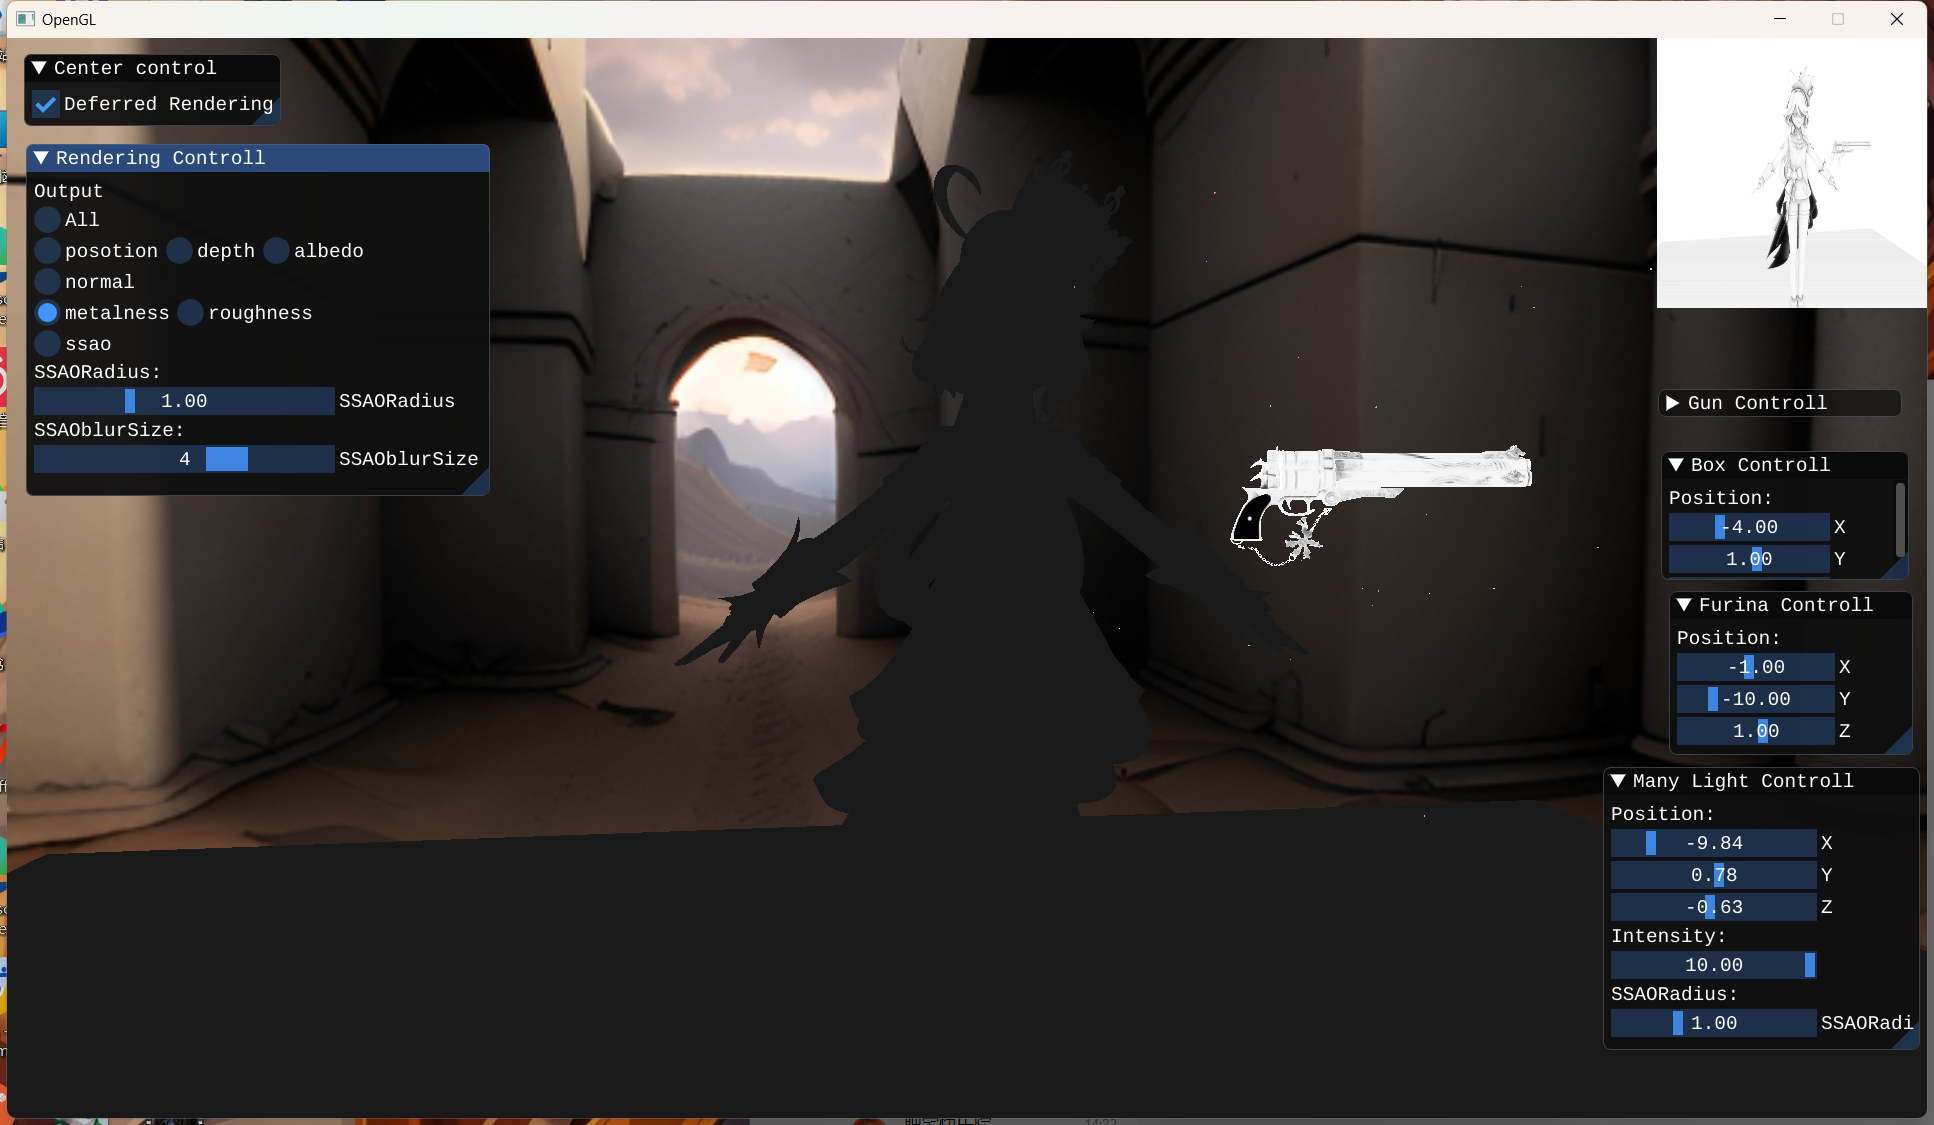 OpenGL
Center control
Deferred Rendering
Rendering Controll
Output
All
posotion depth albedo
normal
metalness roughness
ssao
SSAORadius:
1.00 SSAORadius
SSAOblurSize:
4 SSAOblurSize
Gun Controll
Box Controll
Position:
-4.00 X
1.00 Y
Furina Controll
Position:
-1.00 X
-10.00 Y
1.00 Z
Many Light Controll
Position:
-9.84 X
0.78 Y
-0.63 Z
Intensity:
10.00
SSAORadius:
1.00 SSAORadi